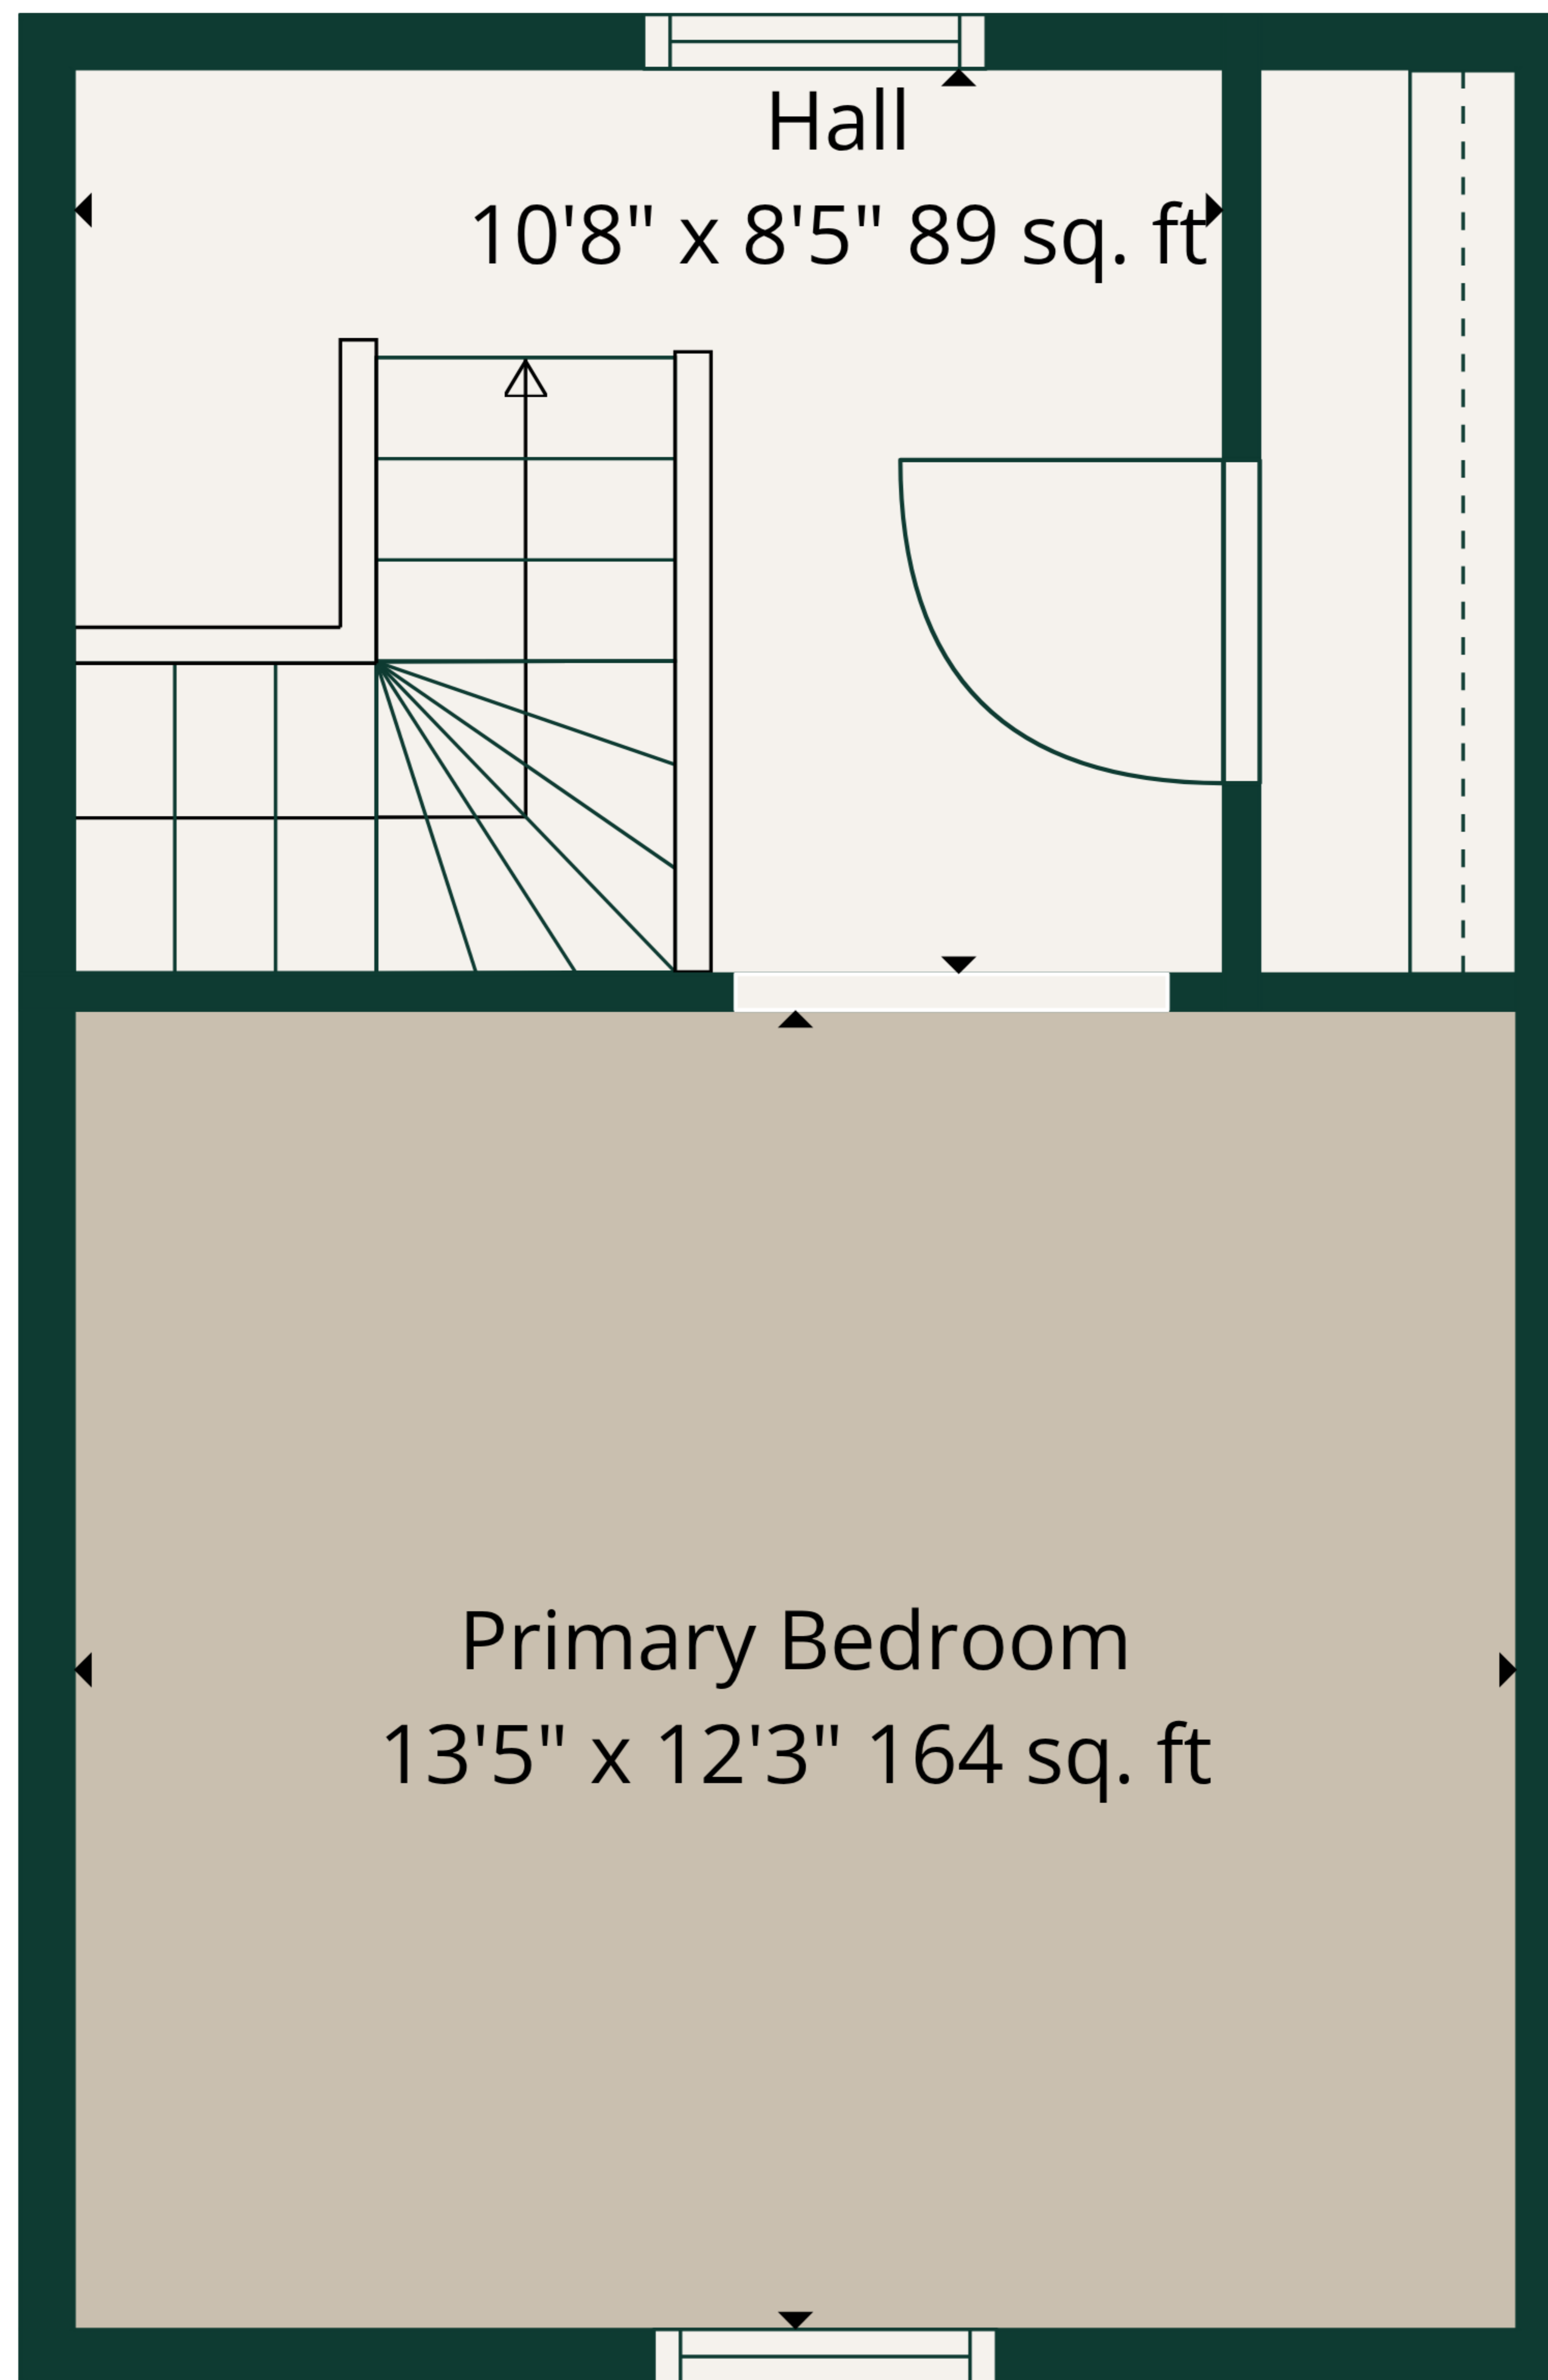 Hall
10'8" x 8'5" 89 sq. ft
Primary Bedroom
13'5" x 12'3" 164 sq. ft